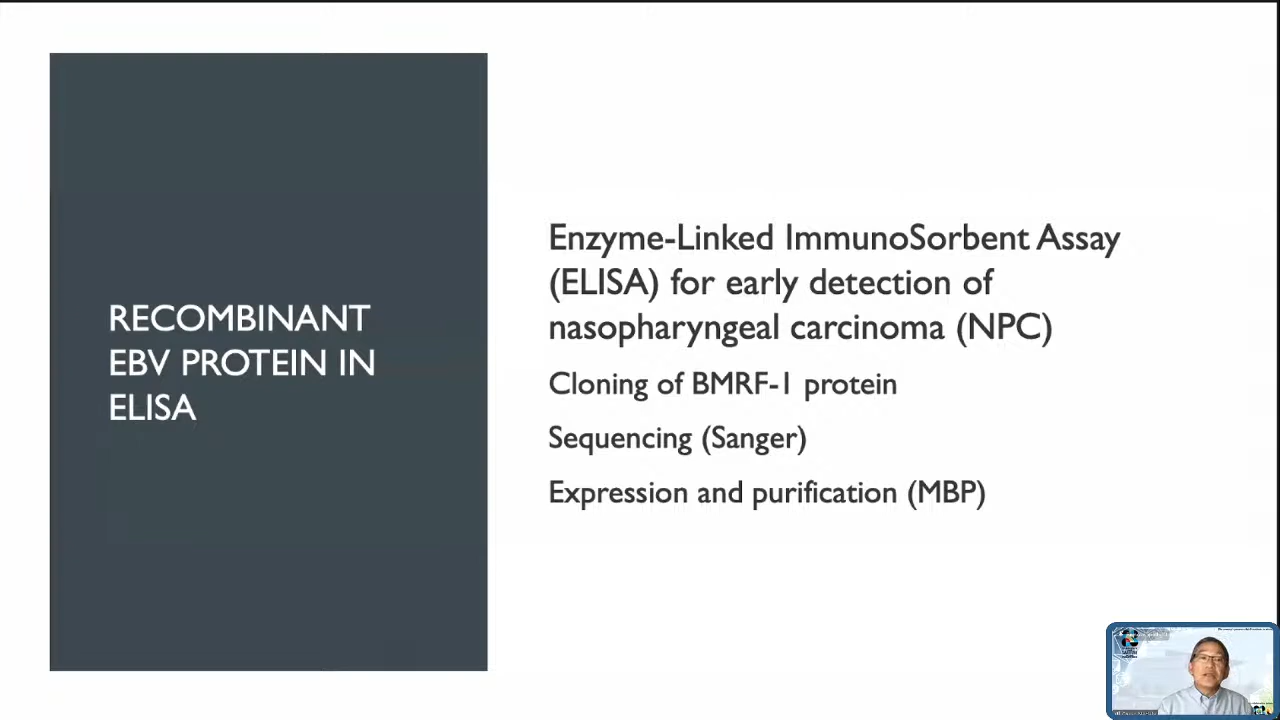 RECOMBINANT
EBV PROTEIN IN
ELISA
Enzyme-Linked ImmunoSorbent Assay
(ELISA) for early detection of
nasopharyngeal carcinoma (NPC)
Cloning of BMRF-1 protein
Sequencing (Sanger)
Expression and purification (MBP)